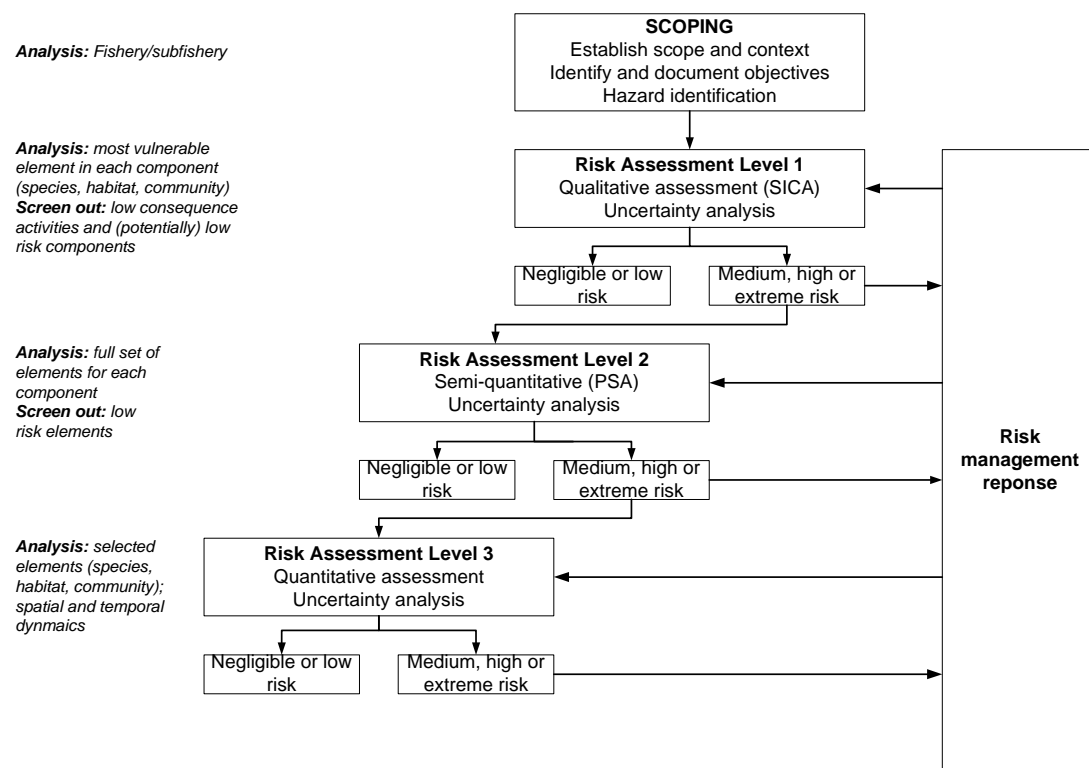 SCOPING
Establish scope and context
Identify and document objectives
Hazard identification
Analysis: Fishery/subfishery
Analysis: most vulnerable
element in each component
(species, habitat, community)
Screen out: low consequence
activities and (potentially) low
risk components
Risk Assessment Level 1
Qualitative assessment (SICA)
Uncertainty analysis
Negligible or low
risk
Medium, high or
extreme risk
Analysis: full set of
elements for each
component
Screen out: low
risk elements
Risk Assessment Level 2
Semi-quantitative (PSA)
Uncertainty analysis
Negligible or low
risk
Medium, high or
extreme risk
Risk
management
reponse
Analysis: selected
elements (species,
habitat, community);
spatial and temporal
dynmaics
Risk Assessment Level 3
Quantitative assessment
Uncertainty analysis
Negligible or low
risk
Medium, high or
extreme risk